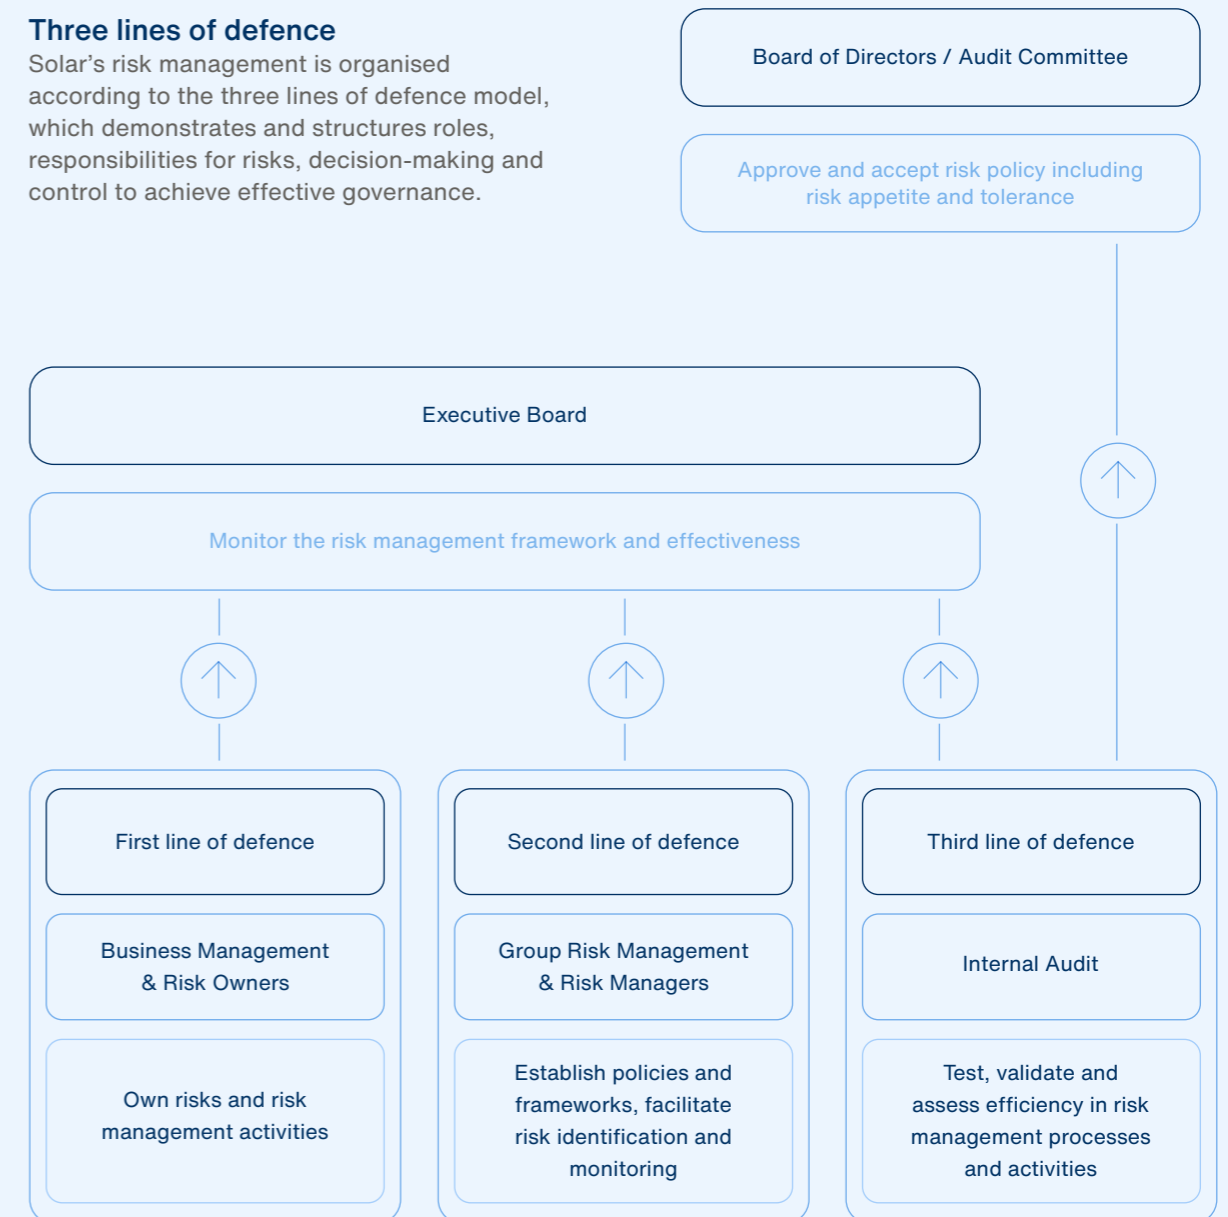 Three lines of defence
Solar’s risk management is organised
according to the three lines of defence model,
which demonstrates and structures roles,
responsibilities for risks, decision-making and
control to achieve effective governance.
Board of Directors / Audit Committee
Approve and accept risk policy including
risk appetite and tolerance
Executive Board
Monitor the risk management framework and effectiveness
First line of defence
Business Management
& Risk Owners
Own risks and risk
management activities
Second line of defence
Group Risk Management
& Risk Managers
Establish policies and
frameworks, facilitate
risk identification and
monitoring
Third line of defence
Internal Audit
Test, validate and
assess efficiency in risk
management processes
and activities